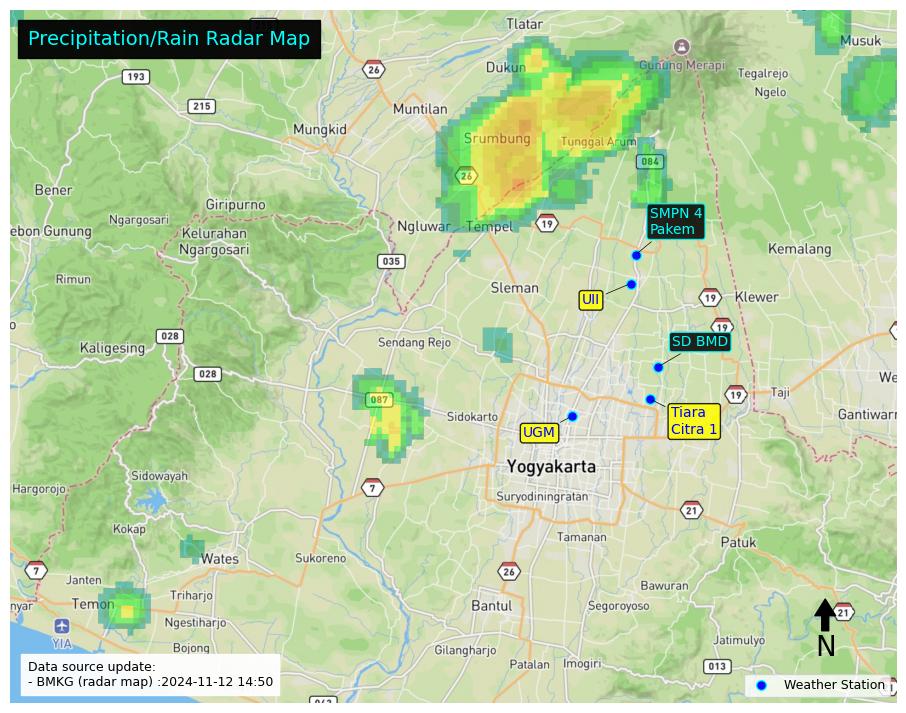 Precipitation/Rain Radar Map
Tlatar
Musuk
26
Dukun
Gunung Merapi
193
Tegalrejo
Ngelo
215
Muntilan
Mungkid
Srumbung
Tunggal Arum
084
26
Bener
Giripurno
SMPN 4
Pakem
Ngargosari
Ngluwar
Tempel
19
ebon Gunung
Kelurahan
Ngargosari
Kemalang
035
Rimun
Sleman
UII
19
Klewer
19
028
Sendang Rejo
SD BMD
Kaligesing
028
We
087
19
Taji
Sidokarto
Tiara
Citra 1
Gantiwarn
UGM
Yogyakarta
Sidowayah
Hargorojo
7
Suryodiningratan
21
Kokap
Tamanan
Patuk
Wates
Sukoreno
7
Janten
26
Bawuran
Triharjo
nyar
Temon
Bantul
Segoroyoso
21
Ngestiharjo
YIA
Jatimulyo
N
Bojong
Gilangharjo
Patalan
Imogiri
013
Data source update:
- BMKG (radar map) :2024-11-12 14:50
Weather Station